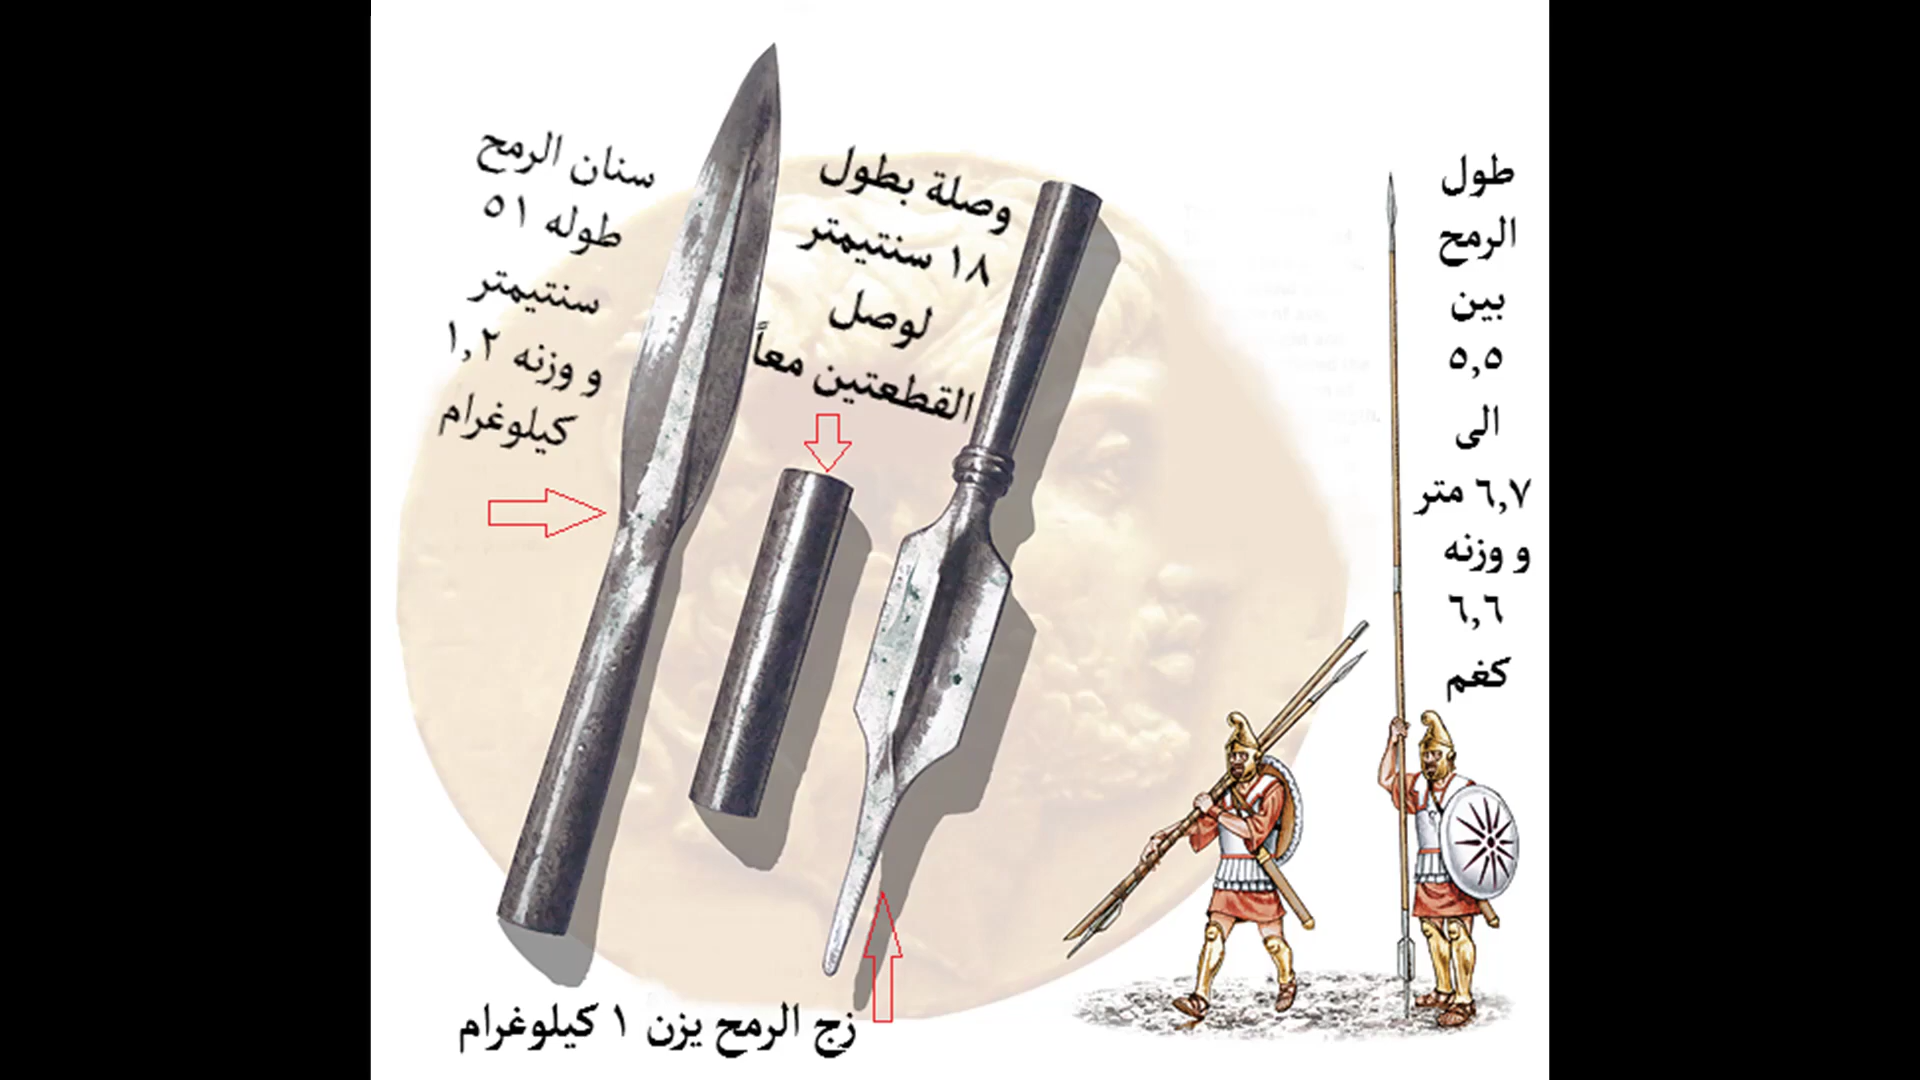 سنان الرمح
طوله ٥١
سنتيمتر
و وزنه ١,٢
كيلوغرام
وصلة بطول
١٨ سنتيمتر
لوصل
القطعتين معاً
طول
الرمح
بين
٥,٥
الى
٦,٧ متر
و وزنه
٦,٦
كغم
زج الرمح يزن ١ كيلوغرام